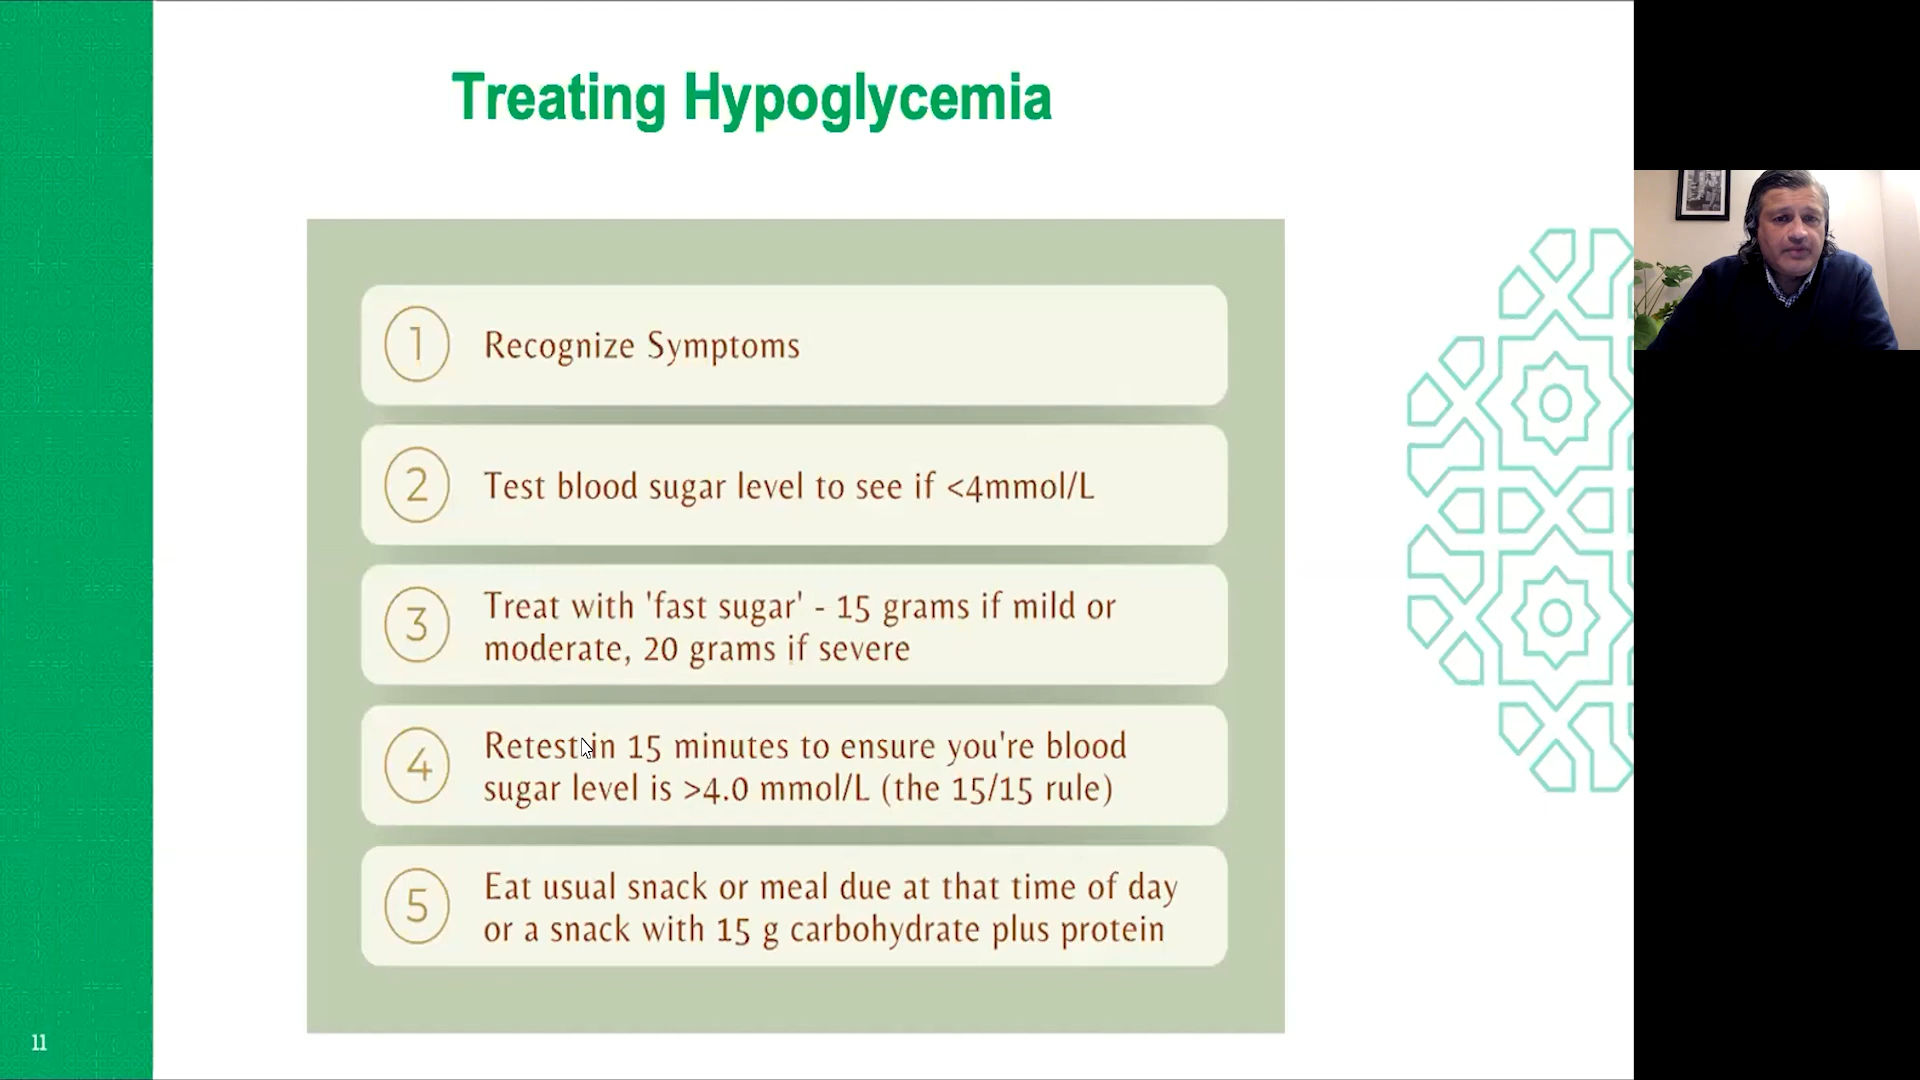 Treating Hypoglycemia
1
Recognize Symptoms
2
Test blood sugar level to see if <4mmol/L
3
Treat with 'fast sugar' - 15 grams if mild or
moderate, 20 grams if severe
4
Retest in 15 minutes to ensure you're blood
sugar level is >4.0 mmol/L (the 15/15 rule)
5
Eat usual snack or meal due at that time of day
or a snack with 15 g carbohydrate plus protein
11